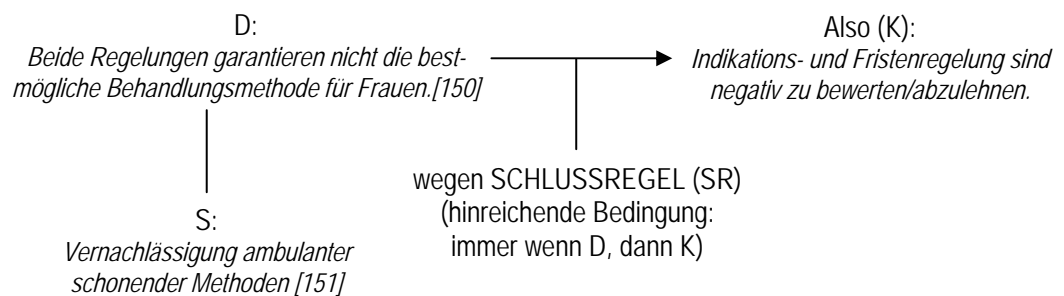 D:
Beide Regelungen garantieren nicht die best-
mögliche Behandlungsmethode für Frauen.[150]
Also (K):
Indikations- und Fristenregelung sind
negativ zu bewerten/abzulehnen.
wegen SCHLUSSREGEL (SR)
(hinreichende Bedingung:
immer wenn D, dann K)
S:
Vernachlässigung ambulanter
schonender Methoden [151]